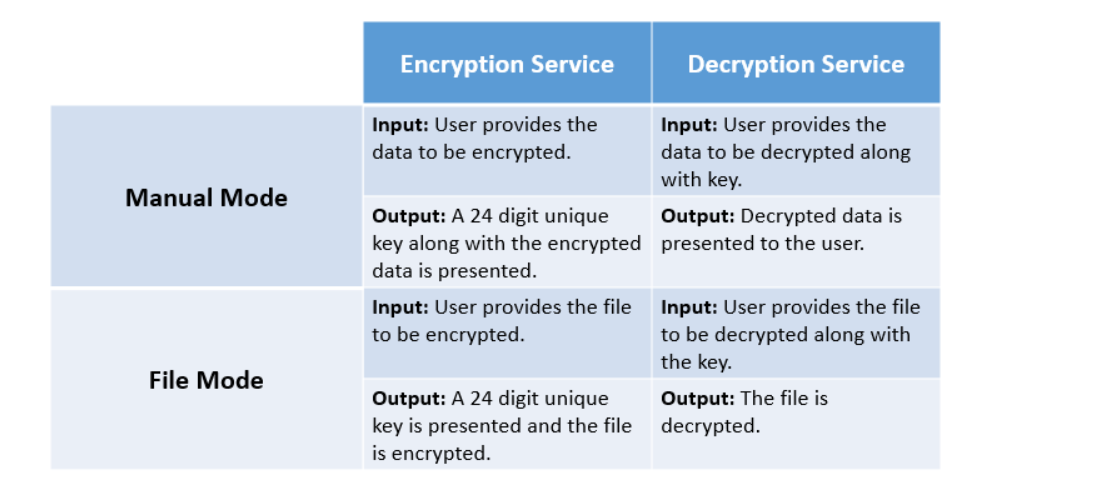 Encryption Service
Decryption Service
Manual Mode
Input: User provides the
data to be encrypted.
Input: User provides the
data to be decrypted along
with key.
Output: A 24 digit unique
key along with the encrypted
data is presented.
Output: Decrypted data is
presented to the user.
File Mode
Input: User provides the file
to be encrypted.
Input: User provides the file
to be decrypted along with
the key.
Output: A 24 digit unique
key is presented and the file
is encrypted.
Output: The file is
decrypted.